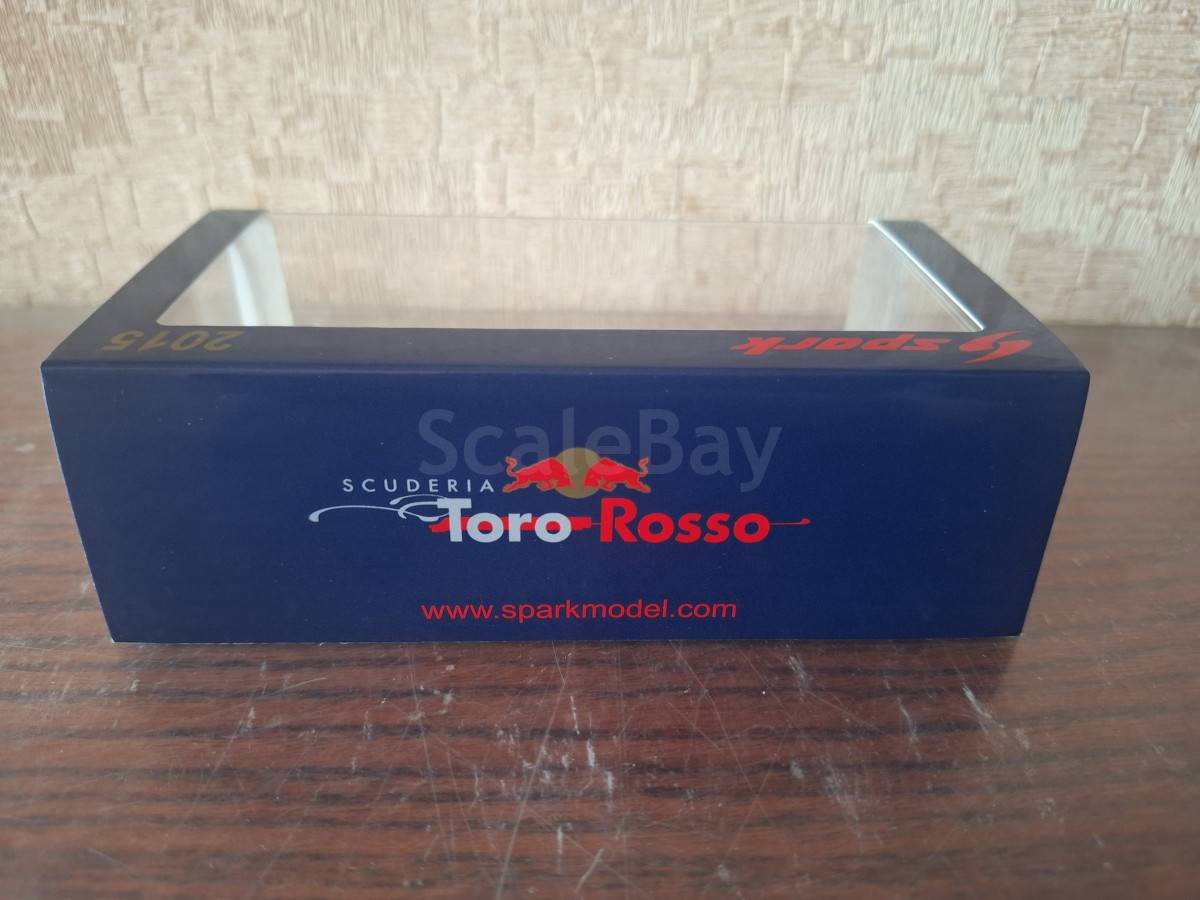 2015
spark
ScaleBay
SCUDERIA
Toro Rosso
www.sparkmodel.com